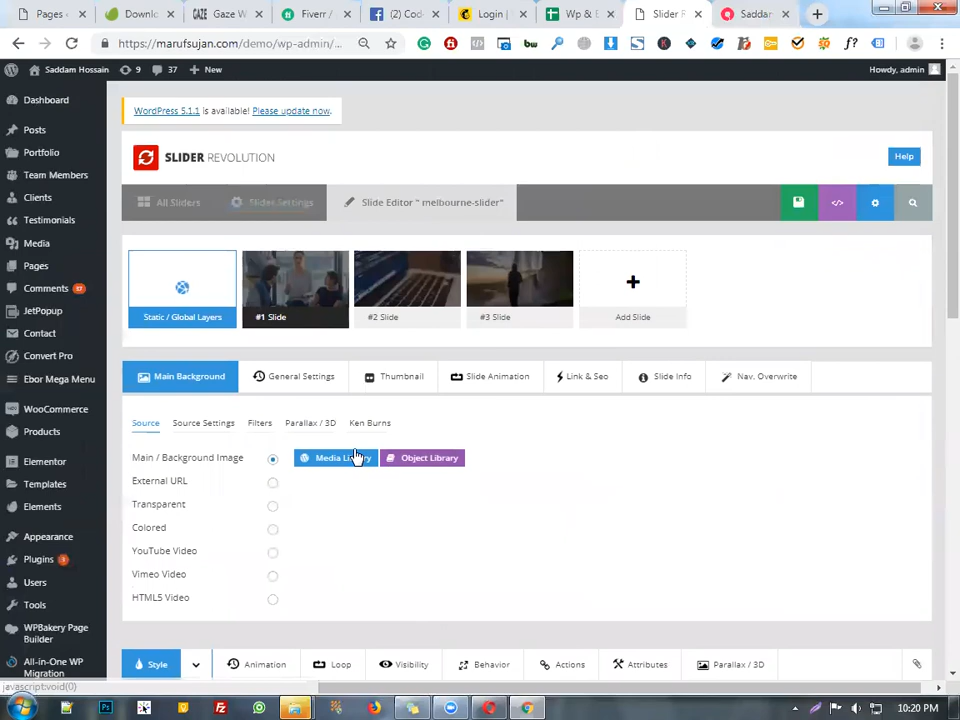 Pages <
Downlo
GAZE Gaze W
Fiverr /
(2) Co
Login |
Wp &
Slider R
Saddar
https://marufsujan.com/demo/wp-admin/...
bw
f?
Saddam Hossain 9 37 + New
Howdy, admin
WordPress 5.1.1 is available! Please update now.
SLIDER REVOLUTION
Help
All Sliders
Slider Settings
Slide Editor " melbourne-slider"
</>
Static / Global Layers
#1 Slide
#2 Slide
#3 Slide
Add Slide
Main Background
General Settings
Thumbnail
Slide Animation
Link & Seo
Slide Info
Nav. Overwrite
Source
Source Settings
Filters
Parallax / 3D
Ken Burns
Main / Background Image
Media Library
Object Library
External URL
Transparent
Colored
YouTube Video
Vimeo Video
HTML5 Video
Style
Animation
Loop
Visibility
Behavior
Actions
Attributes
Parallax / 3D
Dashboard
Posts
Portfolio
Team Members
Clients
Testimonials
Media
Pages
Comments
JetPopup
Contact
Convert Pro
Ebor Mega Menu
WooCommerce
Products
Elementor
Templates
Elements
Appearance
Plugins
Users
Tools
WPBakery Page
Builder
All-in-One WP
Migration
javascript:void(0)
Ps
10:20 PM